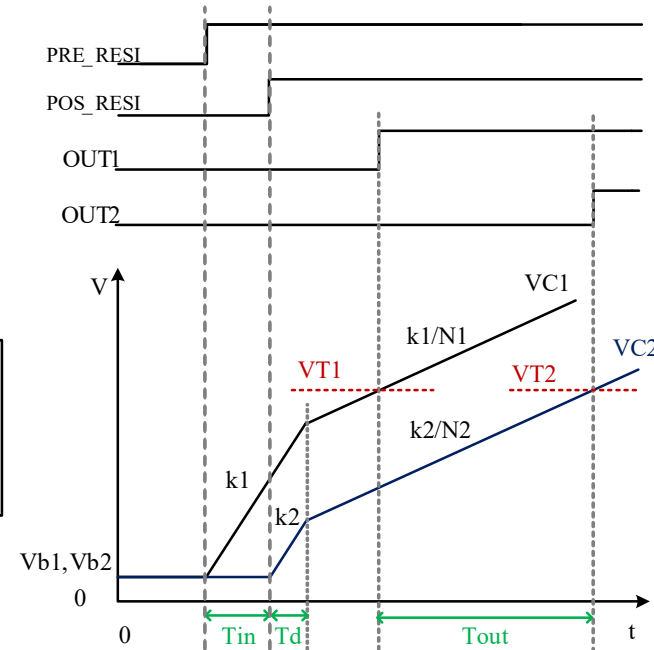 PRE_RESI
POS_RESI
OUT1
OUT2
V
VC1
k1/N1
VC2
VT1
VT2
k2/N2
k1
k2
Vb1,Vb2
0
0
Tin
Td
Tout
t